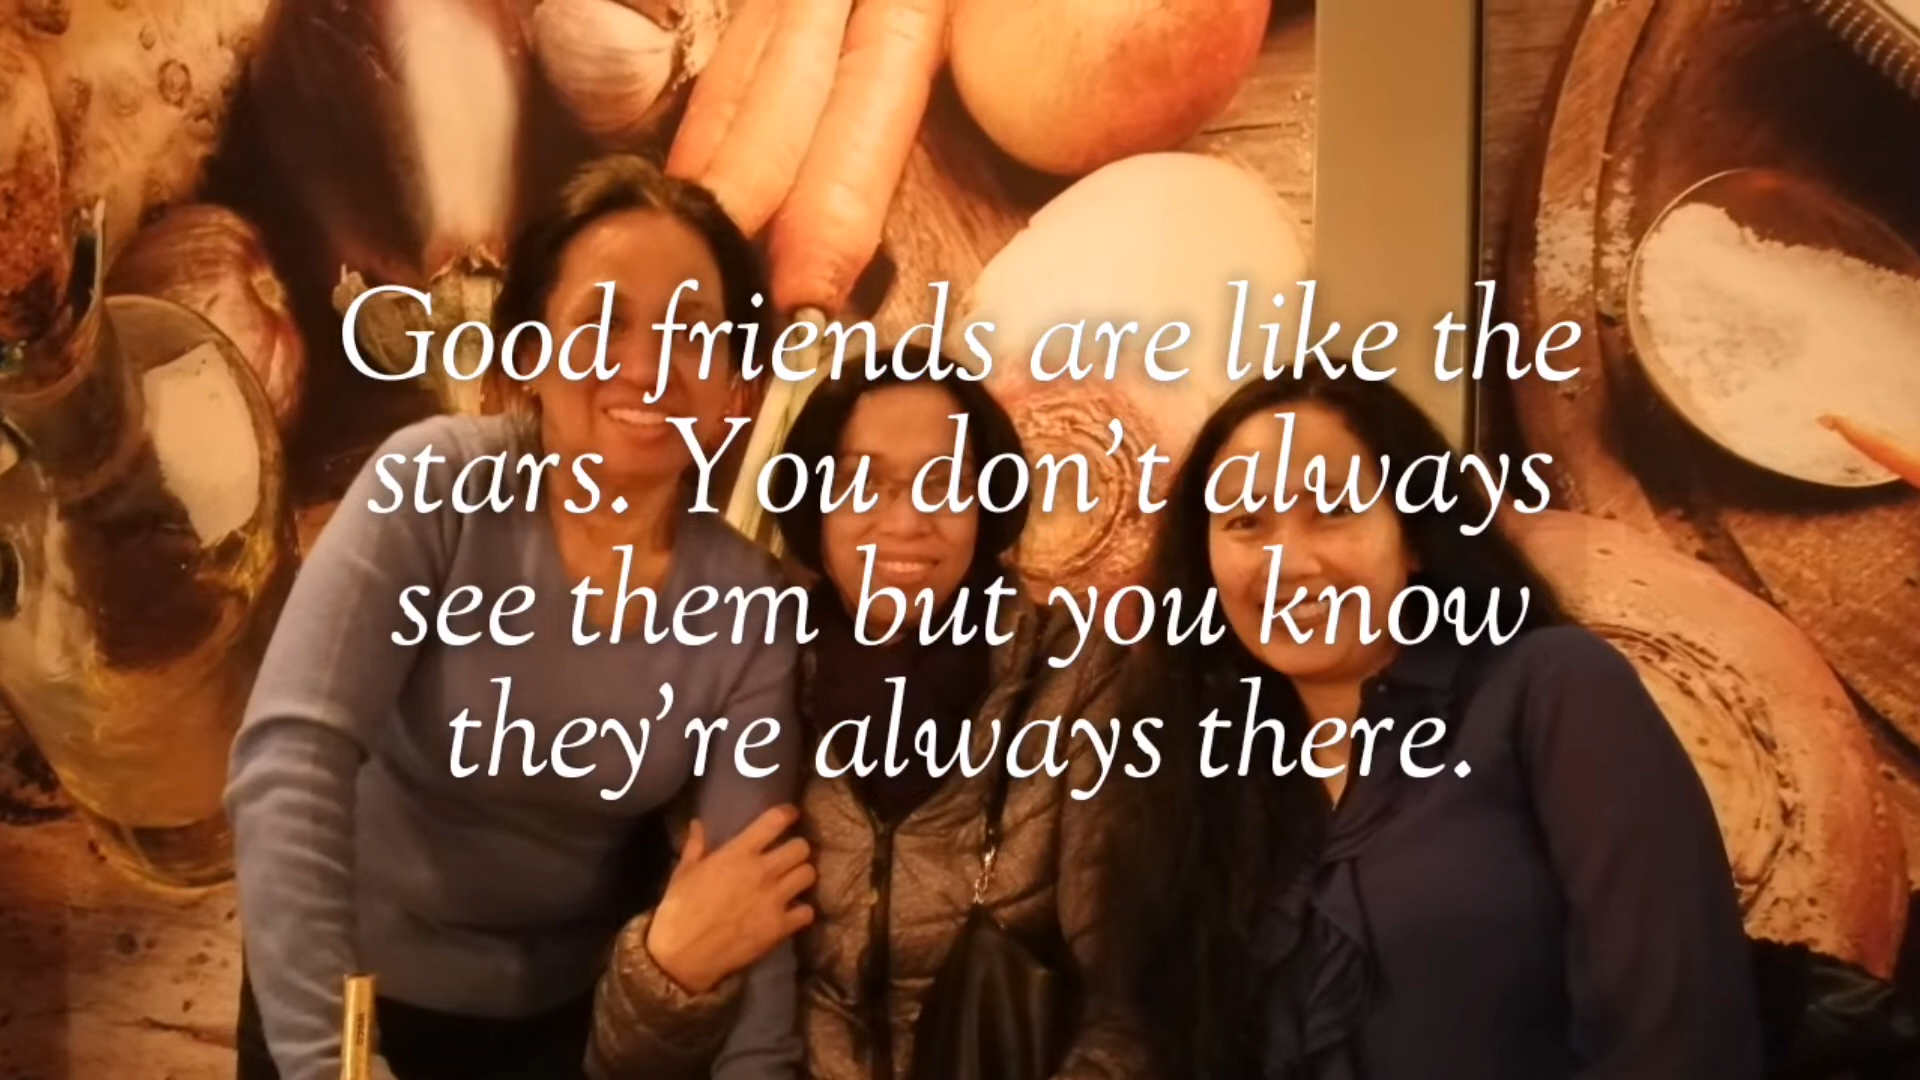 Good friends are like the
stars. You don't always
see them but you know
they're always there.